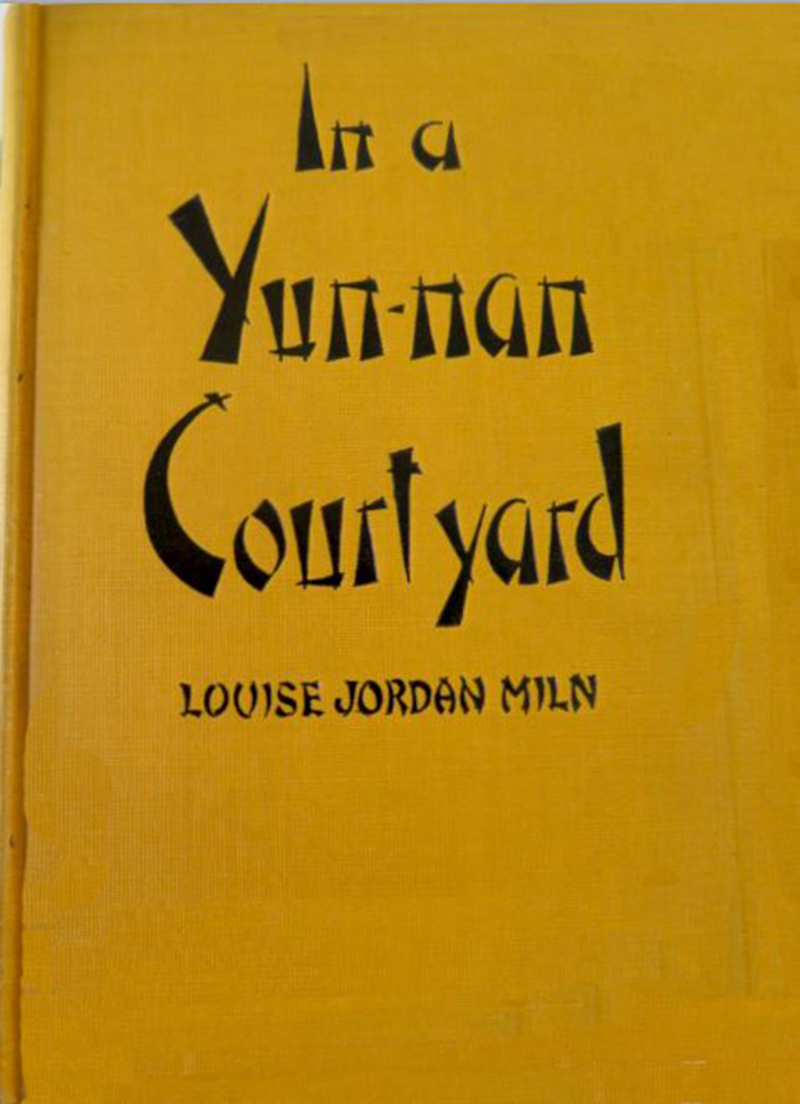 In a
Yun-nan
Courtyard
LOUISE JORDAN MILN